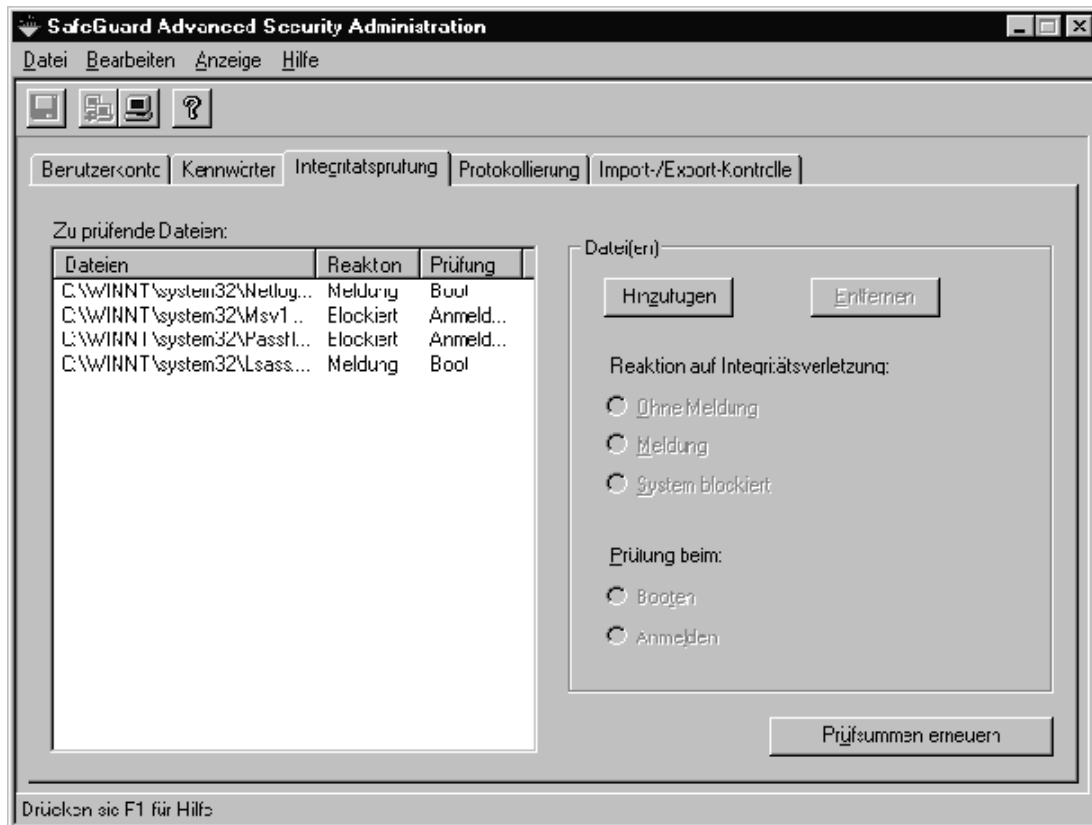 SafeGuard Advanced Security Administration
Datei Bearbeiten Anzeige Hilfe
Benutzerkonto Kennwörter Integritätsprüfung Protokollierung Import-/Export-Kontrolle
Zu prüfende Dateien:
Dateien Reaktion Prüfung
C:\WINNT\system32\Netlog... Meldung Boot
C:\WINNT\system32\Msv1... Blockiert Anmeld...
C:\WINNT\system32\Passfl... Blockiert Anmeld...
C:\WINNT\system32\Lsass.... Meldung Boot
Datei(en)
Hinzufügen Entfernen
Reaktion auf Integritätsverletzung:
Ohne Meldung
Meldung
System blockiert
Prüfung beim:
Booten
Anmelden
Prüfsummen erneuern
Drücken sie F1 für Hilfe